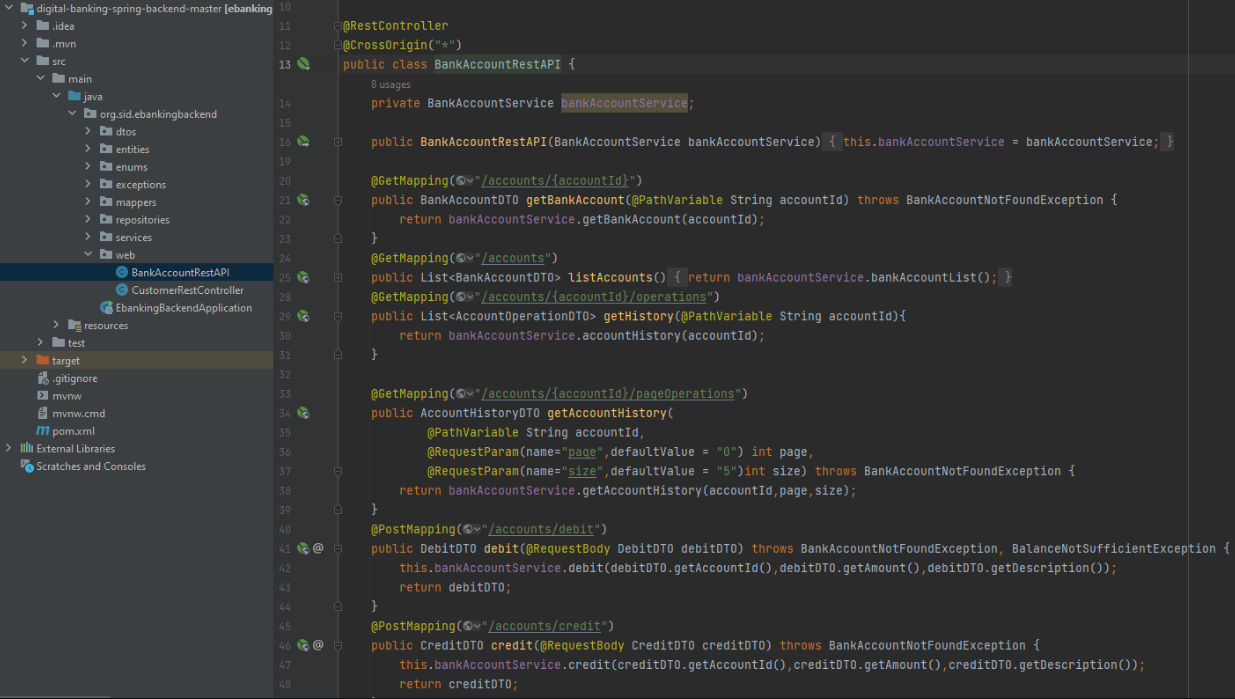 digital-banking-spring-backend-master [ebanking
.idea
.mvn
src
main
java
org.sid.ebankingbackend
dtos
entities
enums
exceptions
mappers
repositories
services
web
BankAccountRestAPI
CustomerRestController
EbankingBackendApplication
resources
test
target
.gitignore
mvnw
mvnw.cmd
pom.xml
External Libraries
Scratches and Consoles
10
11 @RestController
12 @CrossOrigin("*")
13 public class BankAccountRestAPI {
8 usages
14 private BankAccountService bankAccountService;
15
16 public BankAccountRestAPI(BankAccountService bankAccountService) { this.bankAccountService = bankAccountService; }
19
20 @GetMapping("/accounts/{accountId}")
21 public BankAccountDTO getBankAccount(@PathVariable String accountId) throws BankAccountNotFoundException {
22 return bankAccountService.getBankAccount(accountId);
23 }
24 @GetMapping("/accounts")
25 public List<BankAccountDTO> listAccounts() { return bankAccountService.bankAccountList(); }
28 @GetMapping("/accounts/{accountId}/operations")
29 public List<AccountOperationDTO> getHistory(@PathVariable String accountId){
30 return bankAccountService.accountHistory(accountId);
31 }
32
33 @GetMapping("/accounts/{accountId}/pageOperations")
34 public AccountHistoryDTO getAccountHistory(
35 @PathVariable String accountId,
36 @RequestParam(name="page",defaultValue = "0") int page,
37 @RequestParam(name="size",defaultValue = "5")int size) throws BankAccountNotFoundException {
38 return bankAccountService.getAccountHistory(accountId,page,size);
39 }
40 @PostMapping("/accounts/debit")
41 @ public DebitDTO debit(@RequestBody DebitDTO debitDTO) throws BankAccountNotFoundException, BalanceNotSufficientException {
42 this.bankAccountService.debit(debitDTO.getAccountId(),debitDTO.getAmount(),debitDTO.getDescription());
43 return debitDTO;
44 }
45 @PostMapping("/accounts/credit")
46 @ public CreditDTO credit(@RequestBody CreditDTO creditDTO) throws BankAccountNotFoundException {
47 this.bankAccountService.credit(creditDTO.getAccountId(),creditDTO.getAmount(),creditDTO.getDescription());
48 return creditDTO;